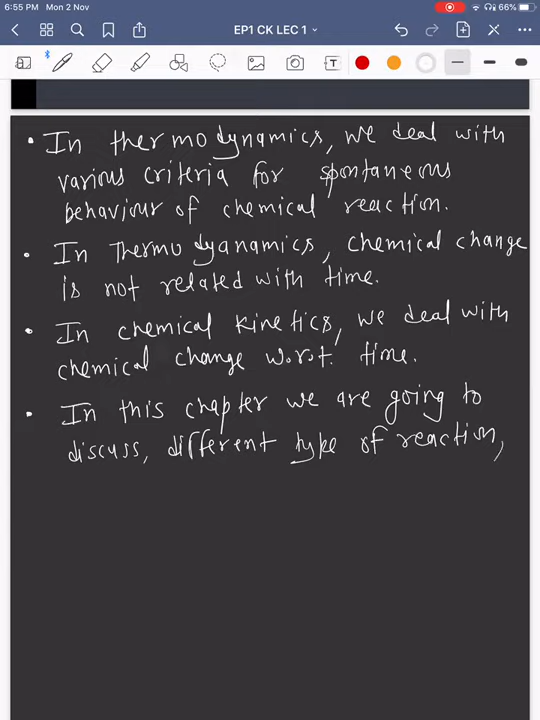 6:55 PM Mon 2 Nov
66%
EP1 CK LEC 1
T
• In thermodynamics, we deal with
various criteria for spontaneous
behaviour of chemical reaction.
• In Thermodyanamics, chemical change
is not related with time.
• In chemical kinetics, we deal with
chemical change w.r.t. time.
• In this chapter we are going to
discuss, different type of reaction,